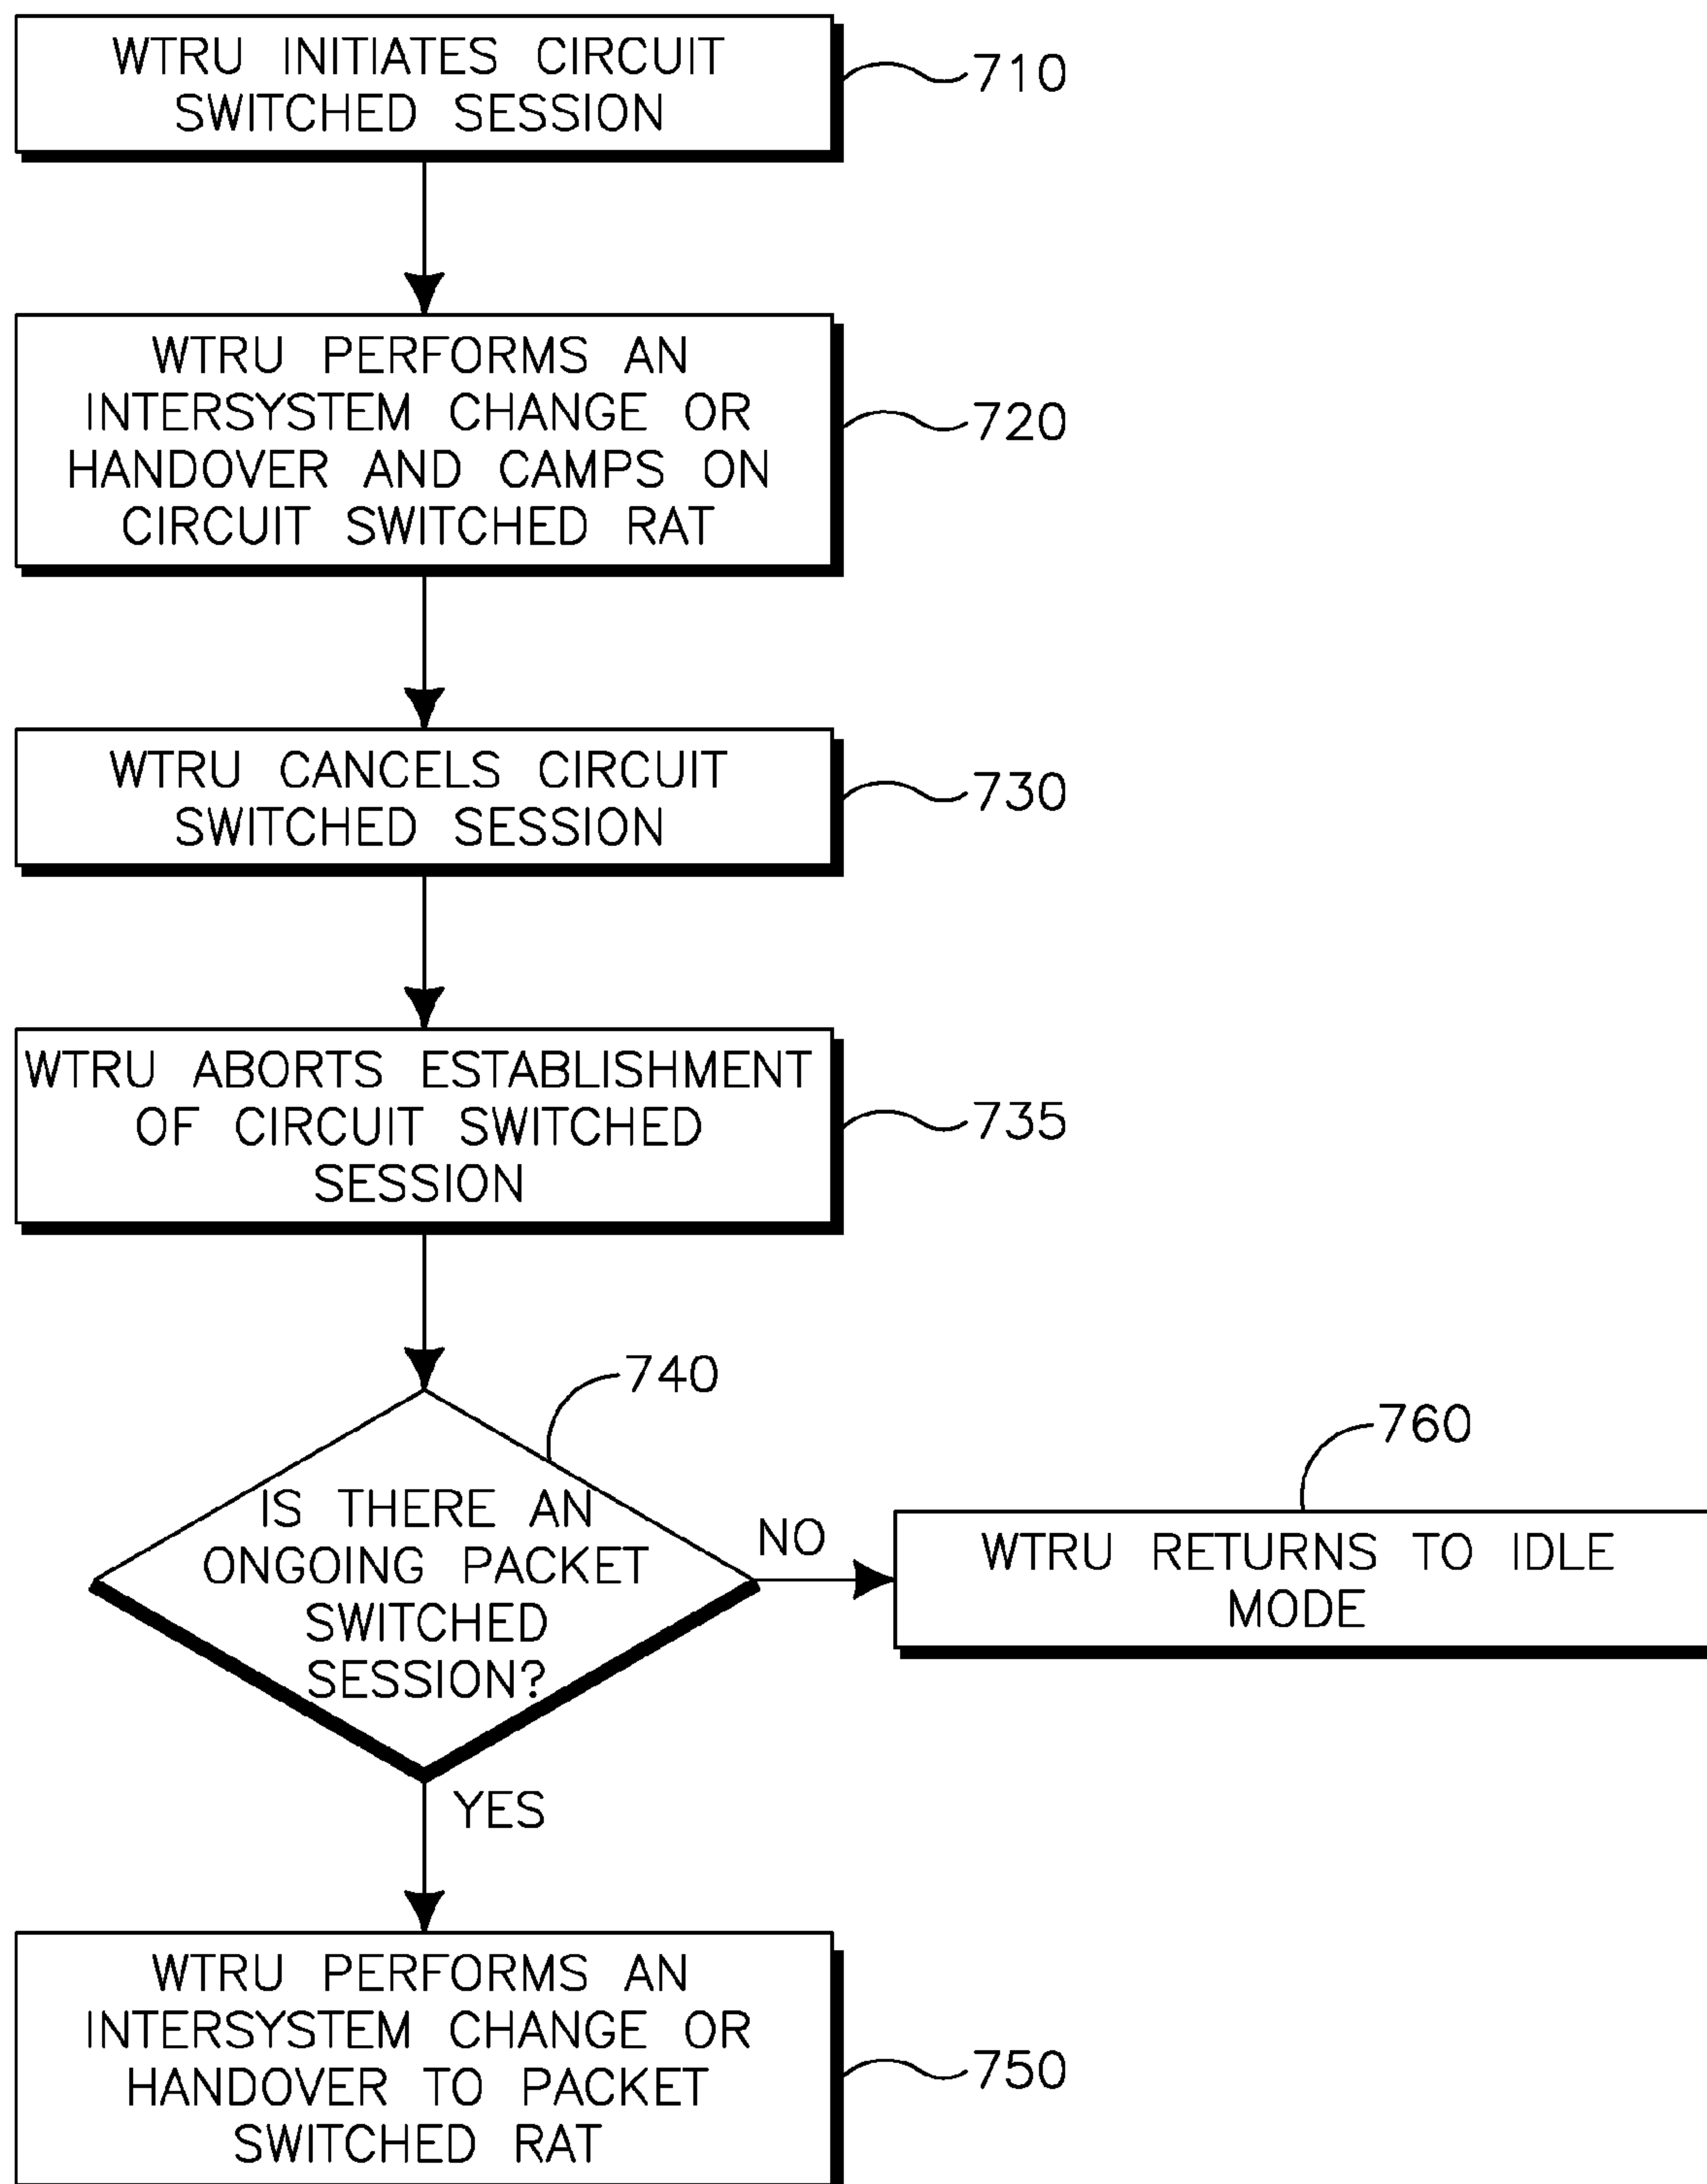 WTRU INITIATES CIRCUIT
SWITCHED SESSION
710
WTRU PERFORMS AN
INTERSYSTEM CHANGE OR
HANDOVER AND CAMPS ON
CIRCUIT SWITCHED RAT
720
WTRU CANCELS CIRCUIT
SWITCHED SESSION
730
WTRU ABORTS ESTABLISHMENT
OF CIRCUIT SWITCHED
SESSION
735
740
IS THERE AN
ONGOING PACKET
SWITCHED
SESSION?
NO
760
WTRU RETURNS TO IDLE
MODE
YES
WTRU PERFORMS AN
INTERSYSTEM CHANGE OR
HANDOVER TO PACKET
SWITCHED RAT
750